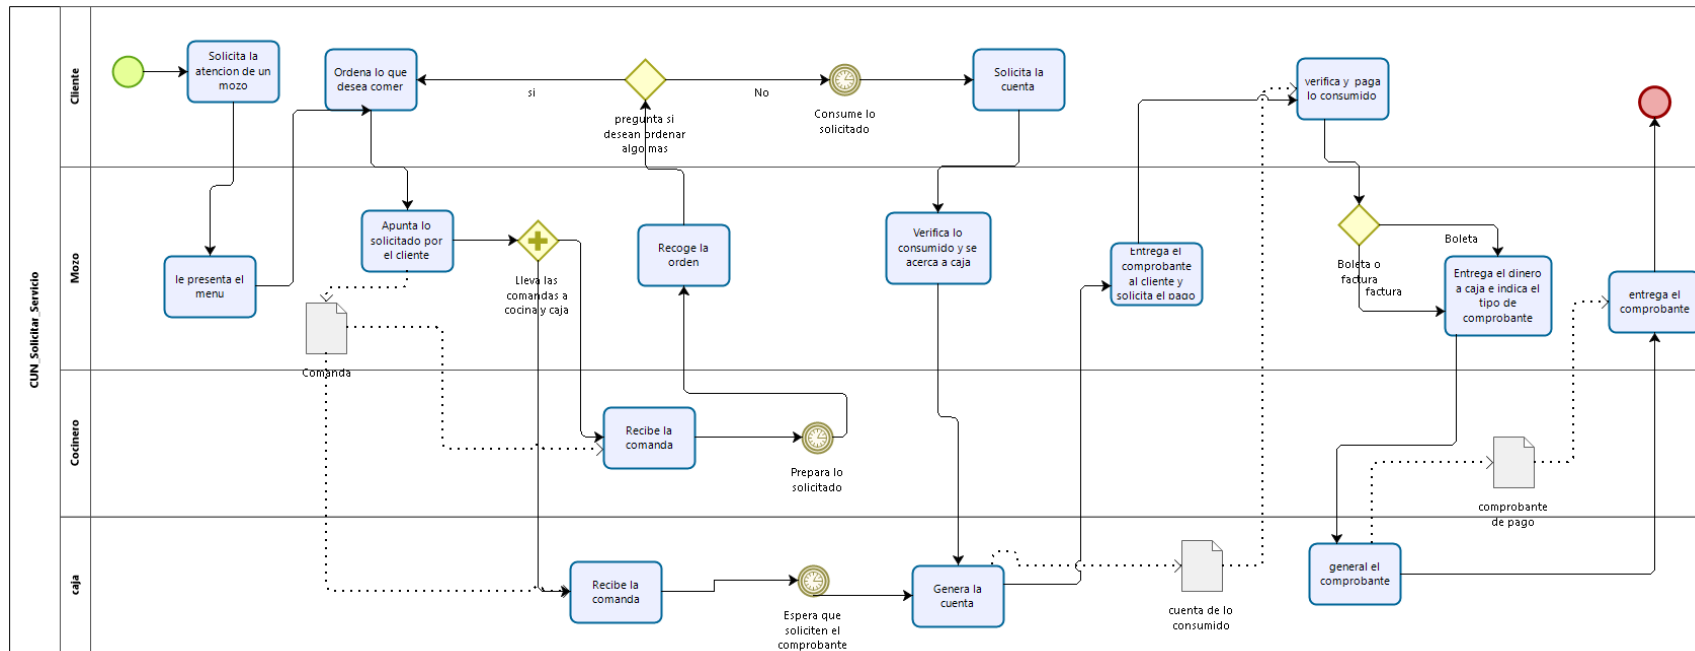 CUN_Solicitar_Servicio
Cliente
Solicita la
atencion de un
mozo
Ordena lo que
desea comer
si
pregunta si
desean ordenar
algo mas
No
Consume lo
solicitado
Solicita la
cuenta
verifica y paga
lo consumido
Mozo
le presenta el
menu
Apunta lo
solicitado por
el cliente
Comanda
Lleva las
comandas a
cocina y caja
Recoge la
orden
Verifica lo
consumido y se
acerca a caja
Entrega el
comprobante
al cliente y
solicita el pago
Boleta o
factura
Boleta
factura
Entrega el dinero
a caja e indica el
tipo de
comprobante
entrega el
comprobante
Cocinero
Recibe la
comanda
Prepara lo
solicitado
comprobante
de pago
caja
Recibe la
comanda
Espera que
soliciten el
comprobante
Genera la
cuenta
cuenta de lo
consumido
general el
comprobante